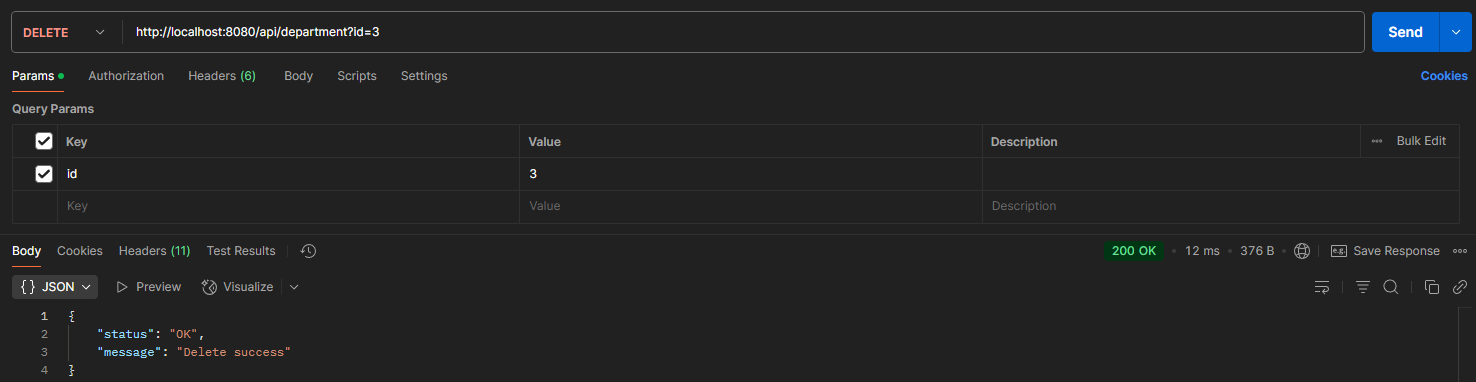 DELETE http://localhost:8080/api/department?id=3 Send
Params Authorization Headers (6) Body Scripts Settings Cookies
Query Params
Key Value Description Bulk Edit
id 3
Key Value Description
Body Cookies Headers (11) Test Results 200 OK 12 ms 376 B e.g. Save Response
{} JSON Preview Visualize
1 {
2 "status": "OK",
3 "message": "Delete success"
4 }